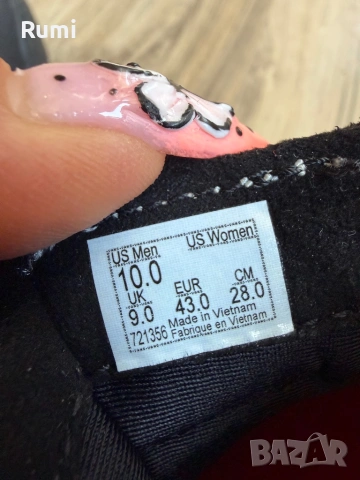 Rumi
US Men US Women
10.0
UK EUR CM
9.0 43.0 28.0
721356 Made in Vietnam
Fabriqué en Vietnam
BAZAR